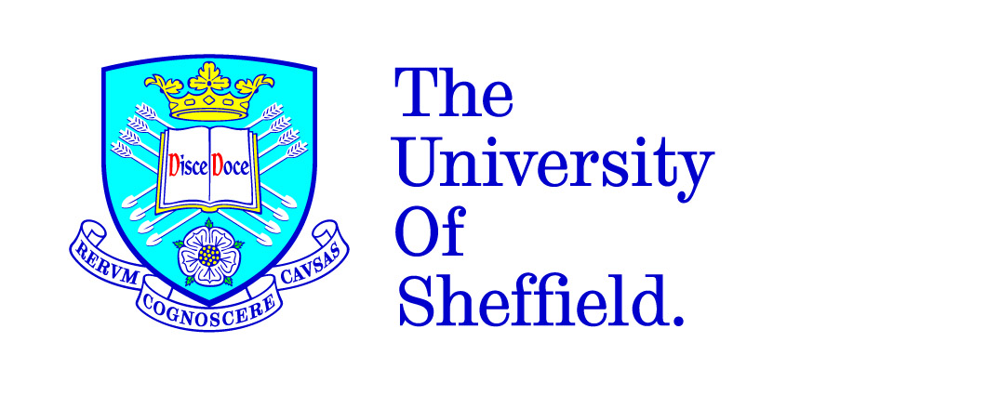 Disce Doce
RERVM
COGNOSCERE
CAVSAS
The
University
Of
Sheffield.